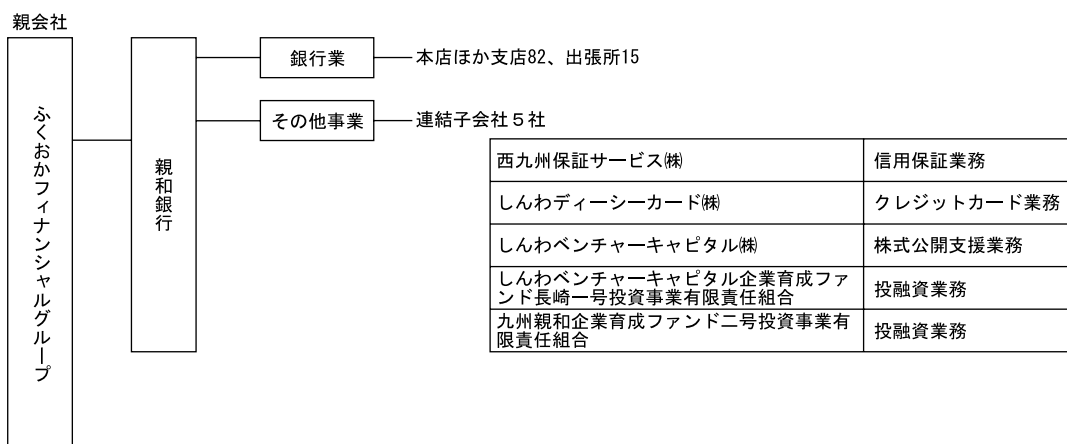 親会社
ふくおかフィナンシャルグループ
親和銀行
銀行業
本店ほか支店82、出張所15
その他事業
連結子会社５社
西九州保証サービス㈱
信用保証業務
しんわディーシーカード㈱
クレジットカード業務
しんわベンチャーキャピタル㈱
株式公開支援業務
しんわベンチャーキャピタル企業育成ファ
ンド長崎一号投資事業有限責任組合
投融資業務
九州親和企業育成ファンド二号投資事業有
限責任組合
投融資業務